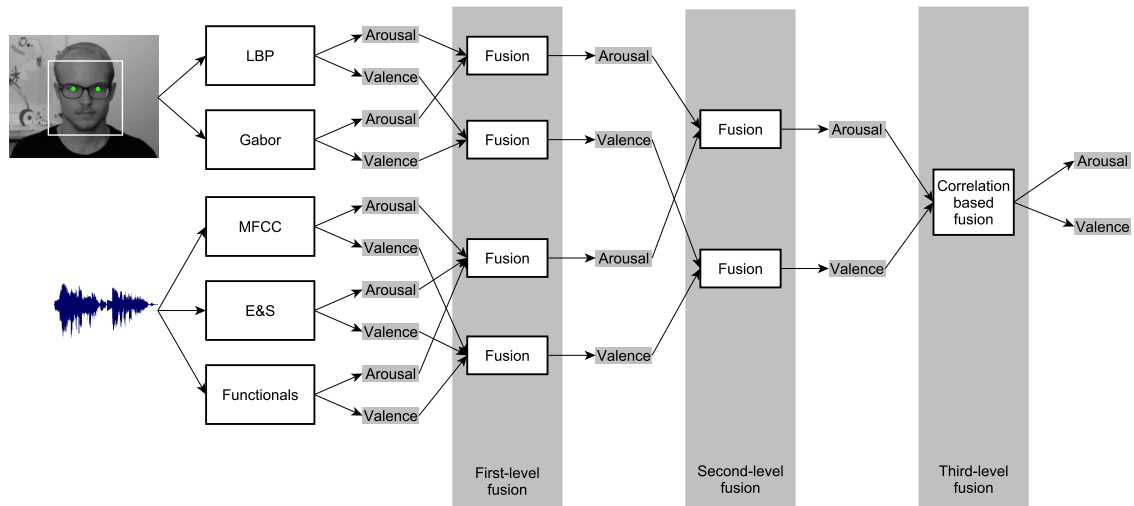 LBP
Gabor
MFCC
E&S
Functionals
Arousal
Valence
Arousal
Valence
Arousal
Valence
Arousal
Valence
Arousal
Valence
Fusion
Fusion
Fusion
Fusion
First-level
fusion
Arousal
Valence
Arousal
Valence
Fusion
Fusion
Second-level
fusion
Arousal
Valence
Correlation
based
fusion
Third-level
fusion
Arousal
Valence